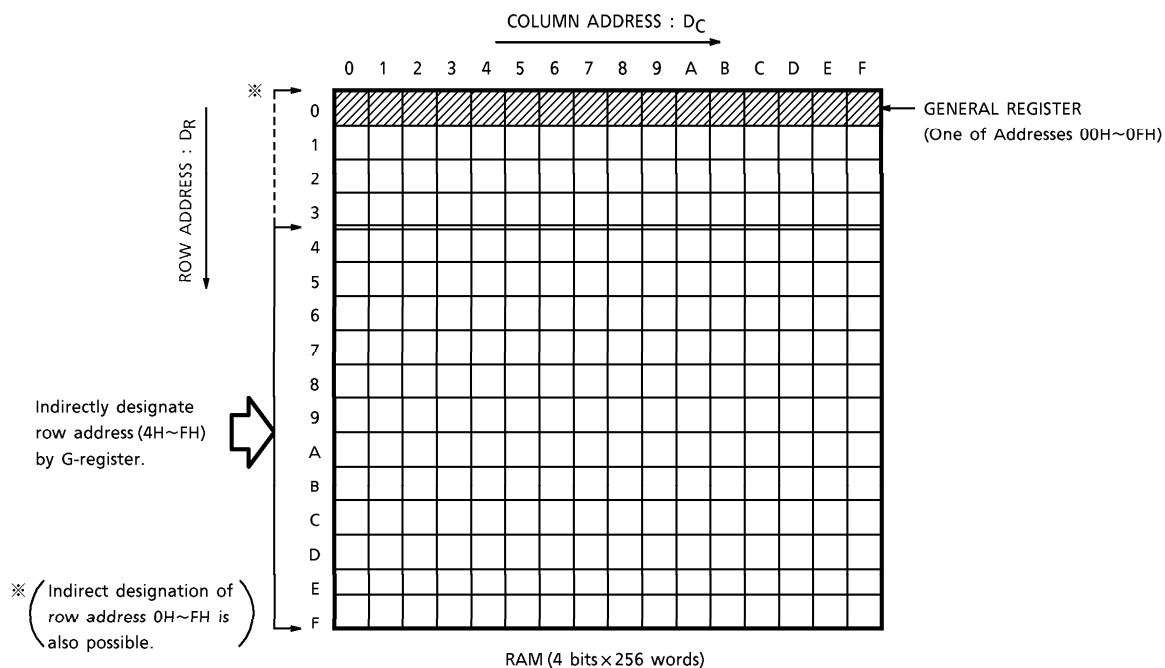 COLUMN ADDRESS : DC
0 1 2 3 4 5 6 7 8 9 A B C D E F
※
ROW ADDRESS : DR
0
1
2
3
4
5
6
7
8
9
A
B
C
D
E
F
GENERAL REGISTER
(One of Addresses 00H~0FH)
Indirectly designate
row address (4H~FH)
by G-register.
※ (Indirect designation of
row address 0H~FH is
also possible.)
RAM (4 bits×256 words)